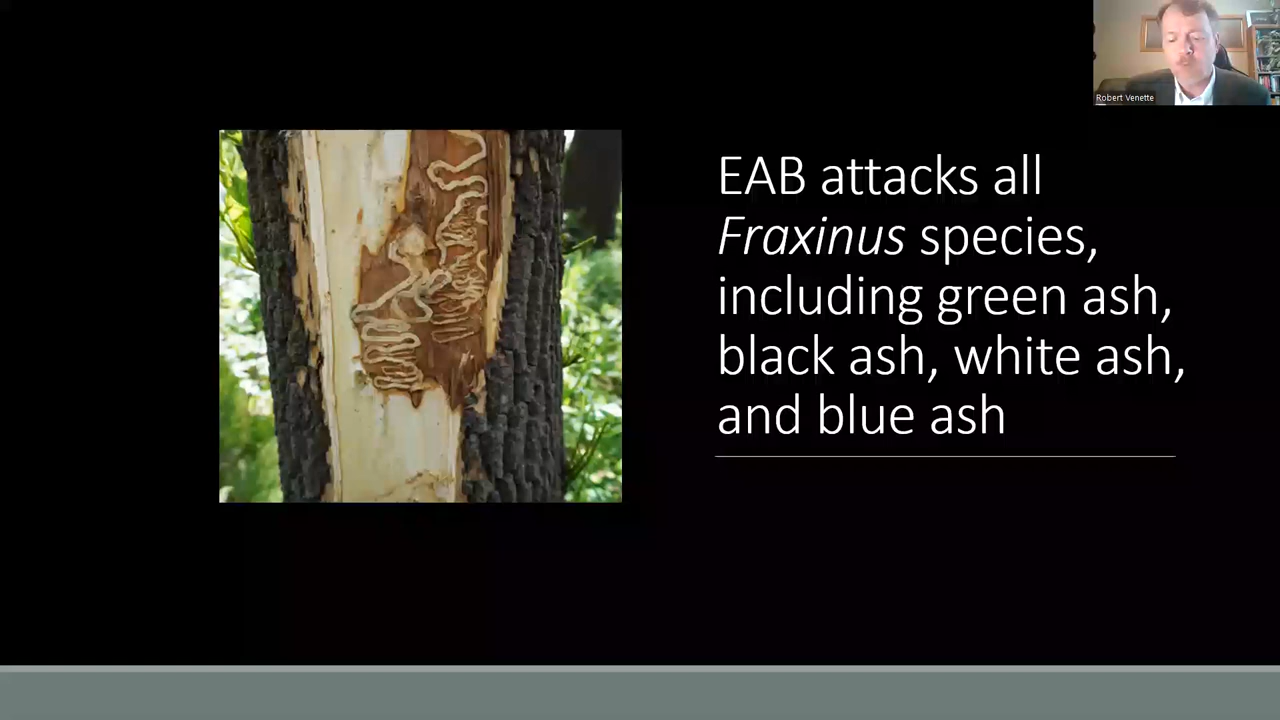 Robert Venette
EAB attacks all
Fraxinus species,
including green ash,
black ash, white ash,
and blue ash